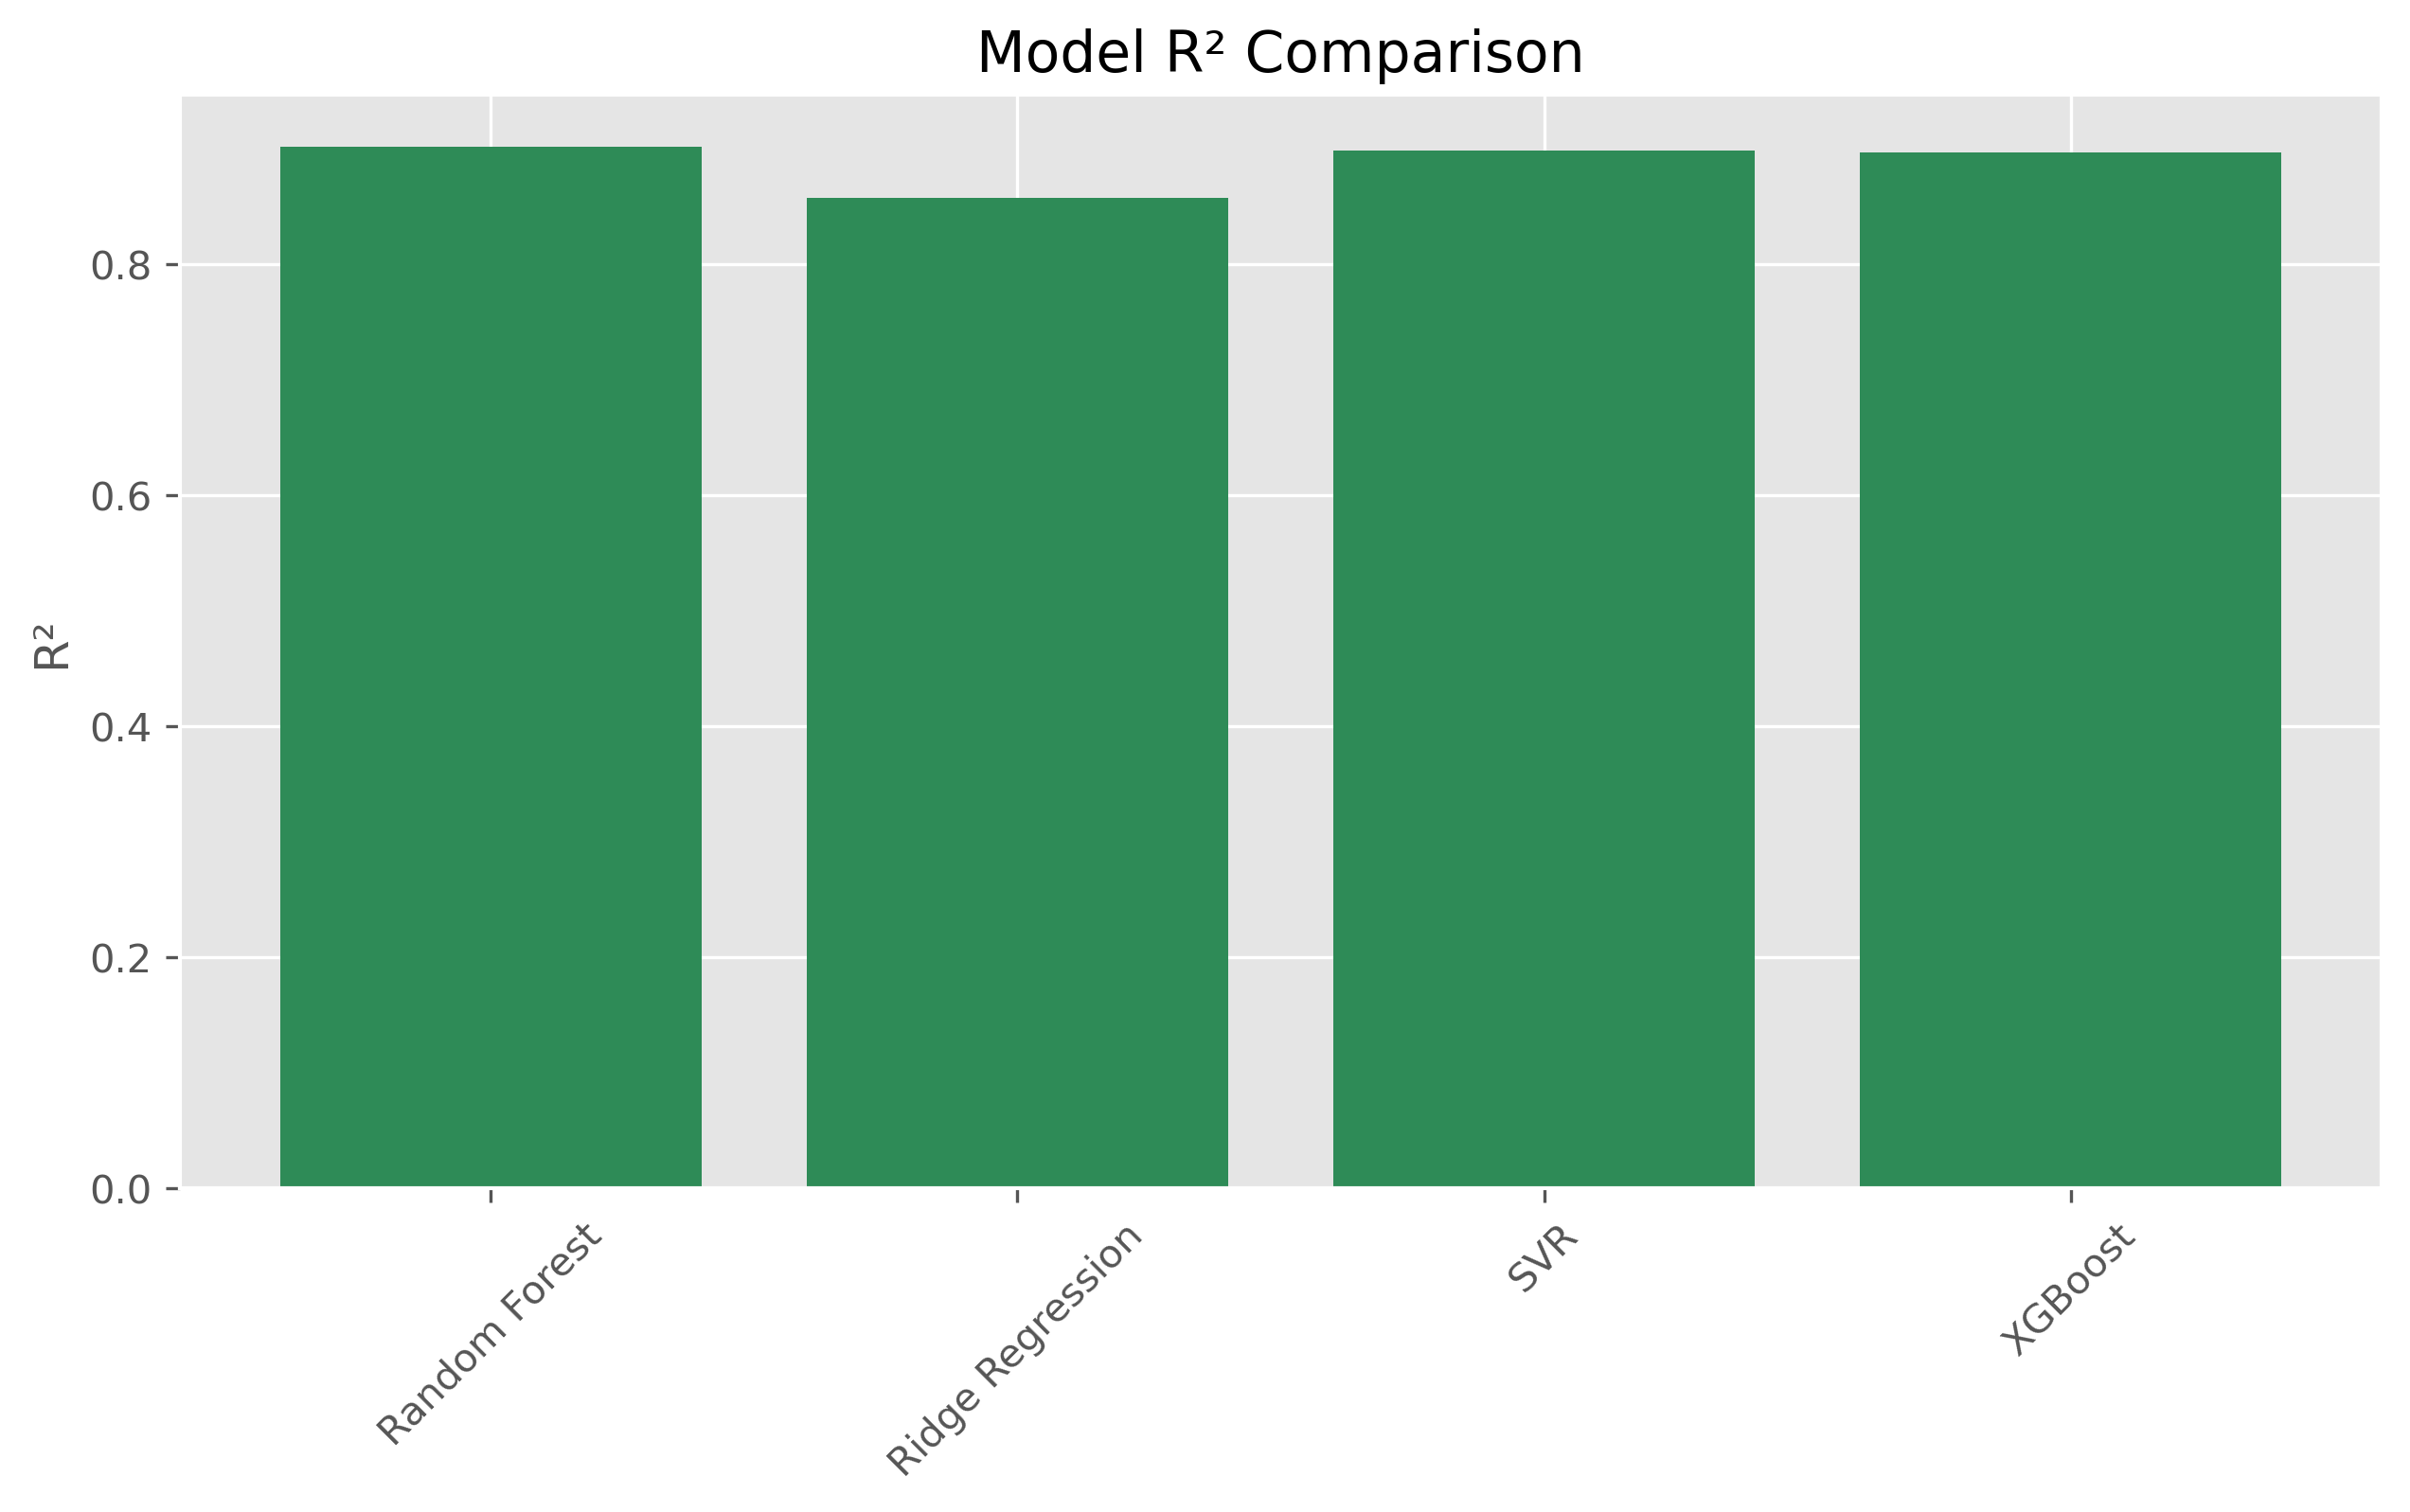 Model R² Comparison
R²
0.8
0.6
0.4
0.2
0.0
Random Forest
Ridge Regression
SVR
XGBoost